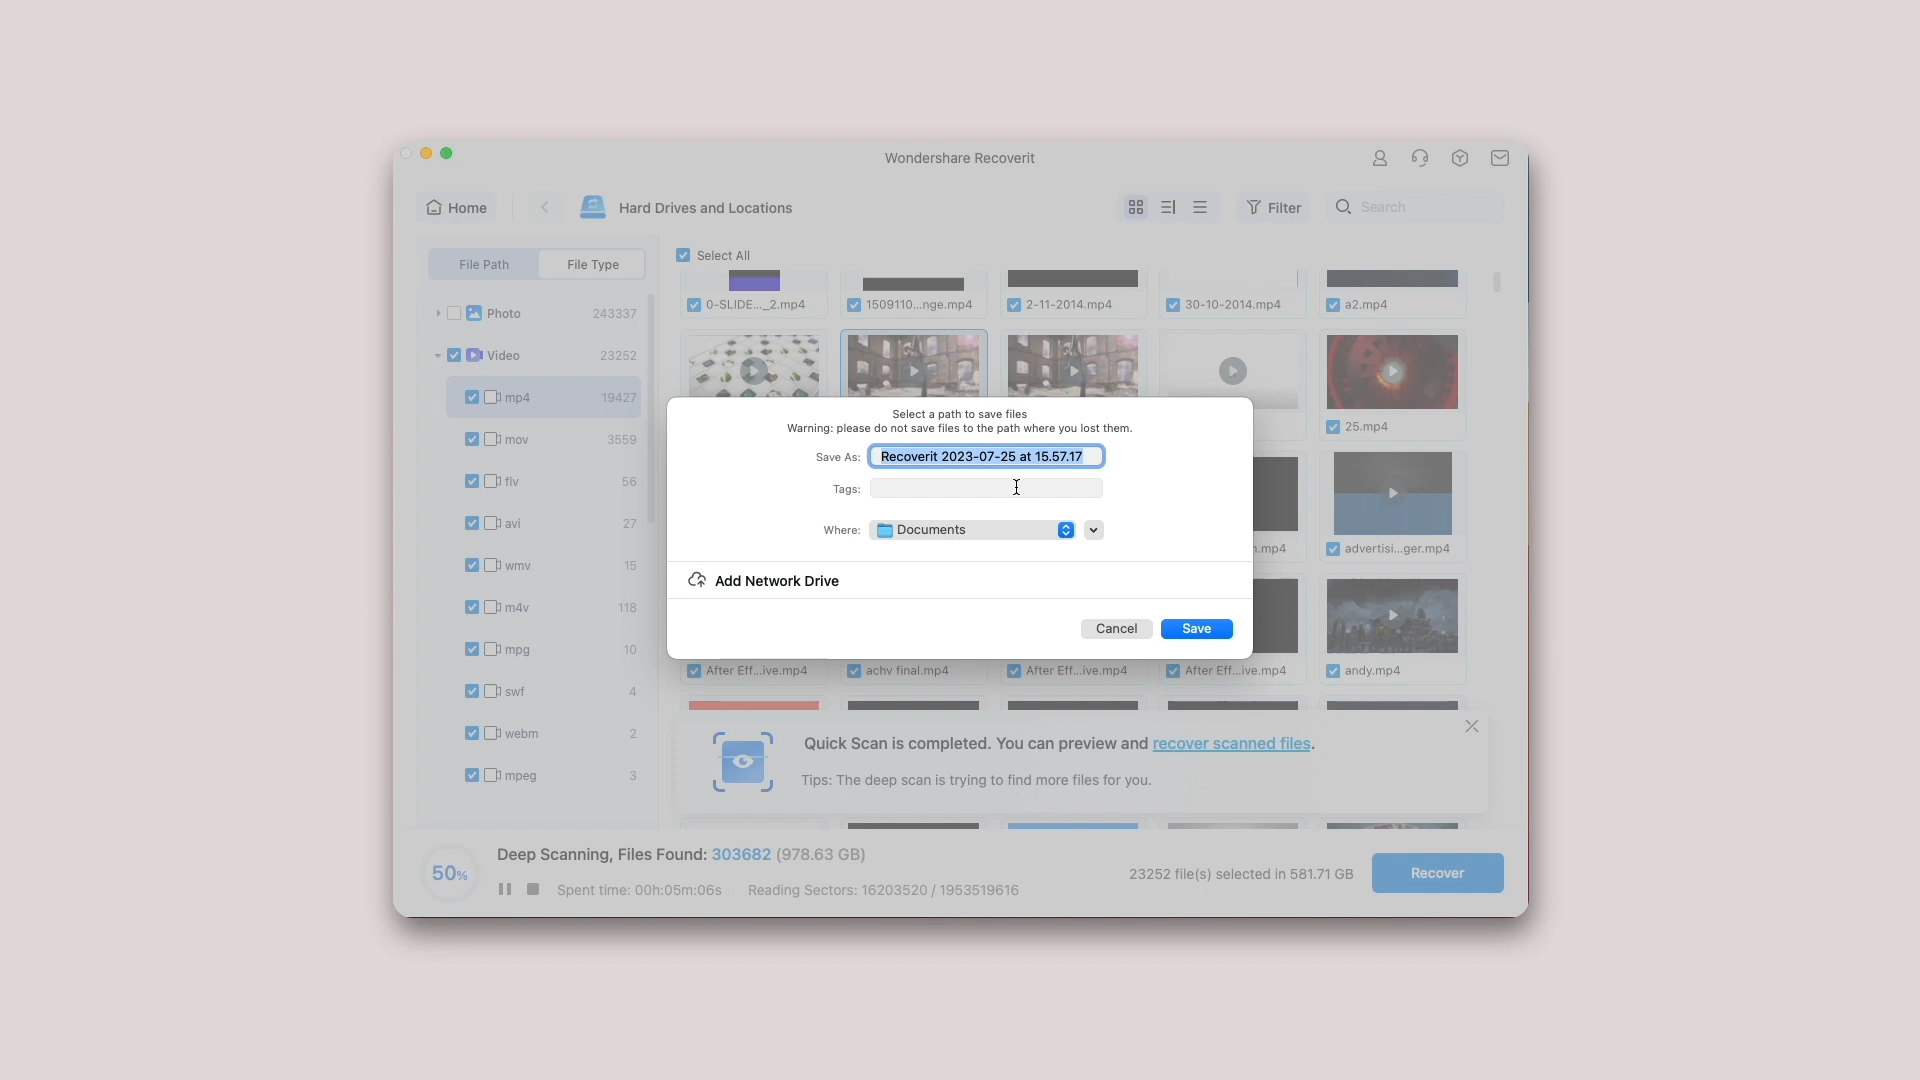 Wondershare Recoverit
Home
Hard Drives and Locations
Filter
Search
File Path
File Type
Select All
Photo 243337
Video 23252
mp4 19427
mov 3559
flv 56
avi 27
wmv 15
m4v 118
mpg 10
swf 4
webm 2
mpeg 3
0-SLIDE..._2.mp4
1509110...nge.mp4
2-11-2014.mp4
30-10-2014.mp4
a2.mp4
25.mp4
Select a path to save files
Warning: please do not save files to the path where you lost them.
Save As: Recoverit 2023-07-25 at 15.57.17
Tags:
Where: Documents
Add Network Drive
Cancel
Save
advertisi...ger.mp4
After Eff...ive.mp4
achv final.mp4
After Eff...ive.mp4
After Eff...ive.mp4
andy.mp4
Quick Scan is completed. You can preview and recover scanned files.
Tips: The deep scan is trying to find more files for you.
50%
Deep Scanning, Files Found: 303682 (978.63 GB)
Spent time: 00h:05m:06s
Reading Sectors: 16203520 / 1953519616
23252 file(s) selected in 581.71 GB
Recover